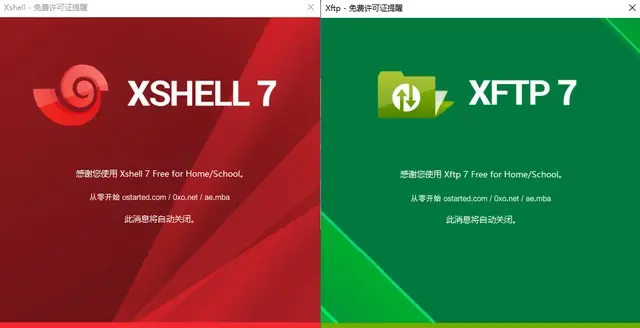 Xshell - 免费许可证提醒
XSHELL 7
感谢您使用 Xshell 7 Free for Home/School。
从零开始 ostarted.com / 0xo.net / ae.mba
此消息将自动关闭。
Xftp - 免费许可证提醒
XFTP 7
感谢您使用 Xftp 7 Free for Home/School。
从零开始 ostarted.com / 0xo.net / ae.mba
此消息将自动关闭。